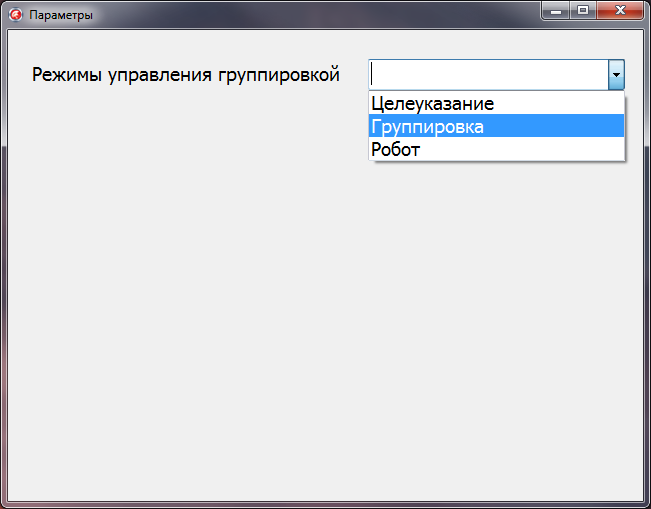 Параметры
Режимы управления группировкой
Целеуказание
Группировка
Робот